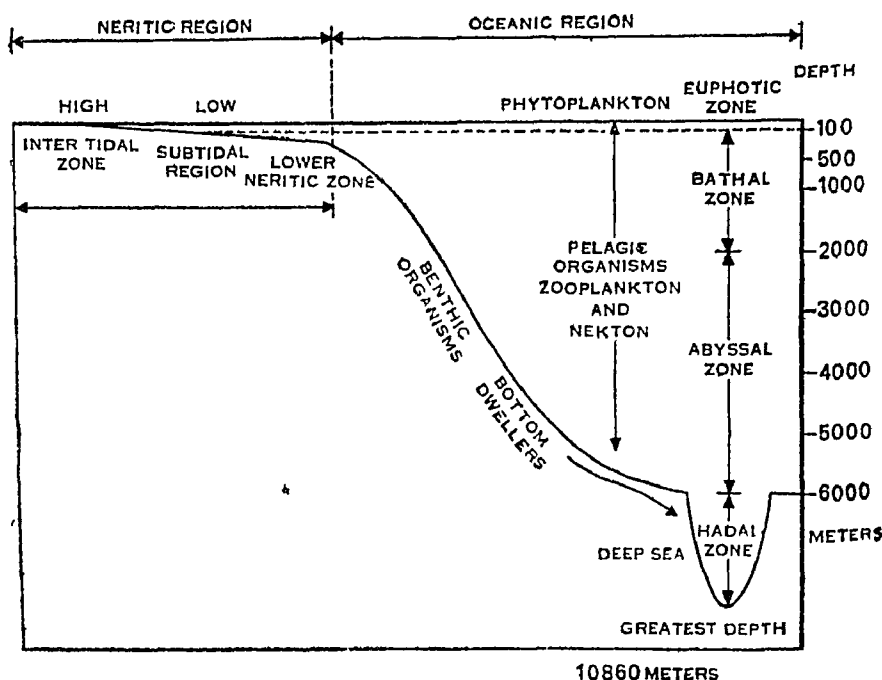 NERITIC REGION
OCEANIC REGION
DEPTH
HIGH
LOW
PHYTOPLANKTON
EUPHOTIC
ZONE
INTER TIDAL
ZONE
SUBTIDAL
REGION
LOWER
NERITIC ZONE
100
500
1000
2000
3000
4000
5000
6000
METERS
BATHAL
ZONE
PELAGIC
ORGANISMS
ZOOPLANKTON
AND
NEKTON
ABYSSAL
ZONE
BENTHIC
ORGANISMS
BOTTOM
DWELLERS
HADAL
ZONE
DEEP SEA
GREATEST DEPTH
10860 METERS